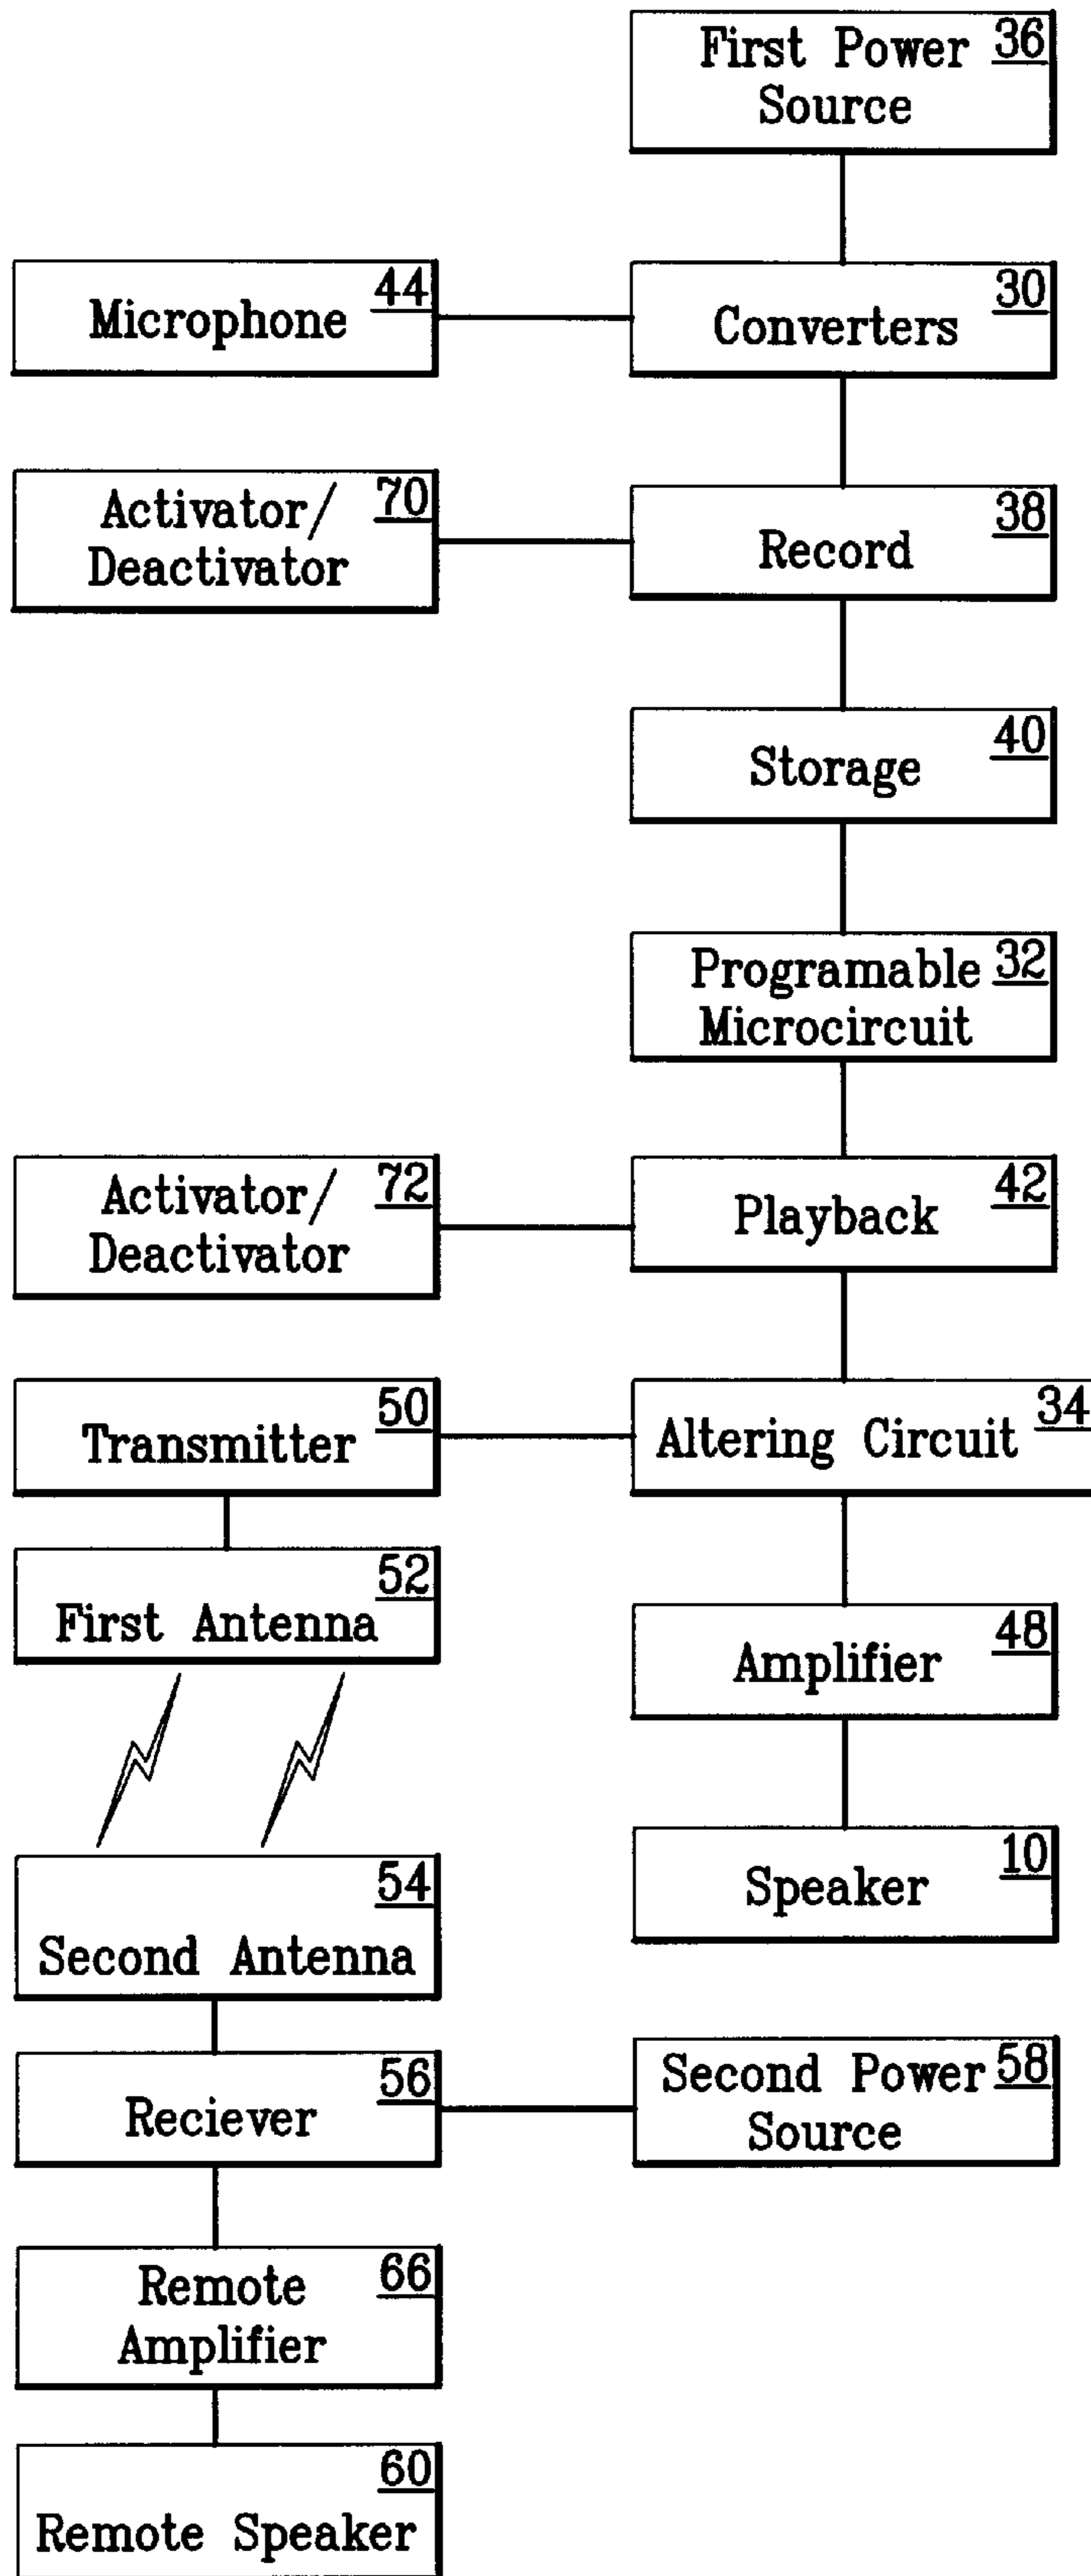 First Power 36
Source
Microphone 44
Converters 30
Activator/ 70
Deactivator
Record 38
Storage 40
Programable 32
Microcircuit
Activator/ 72
Deactivator
Playback 42
Transmitter 50
Altering Circuit 34
First Antenna 52
Amplifier 48
Speaker 10
54
Second Antenna
Reciever 56
Second Power 58
Source
Remote 66
Amplifier
60
Remote Speaker